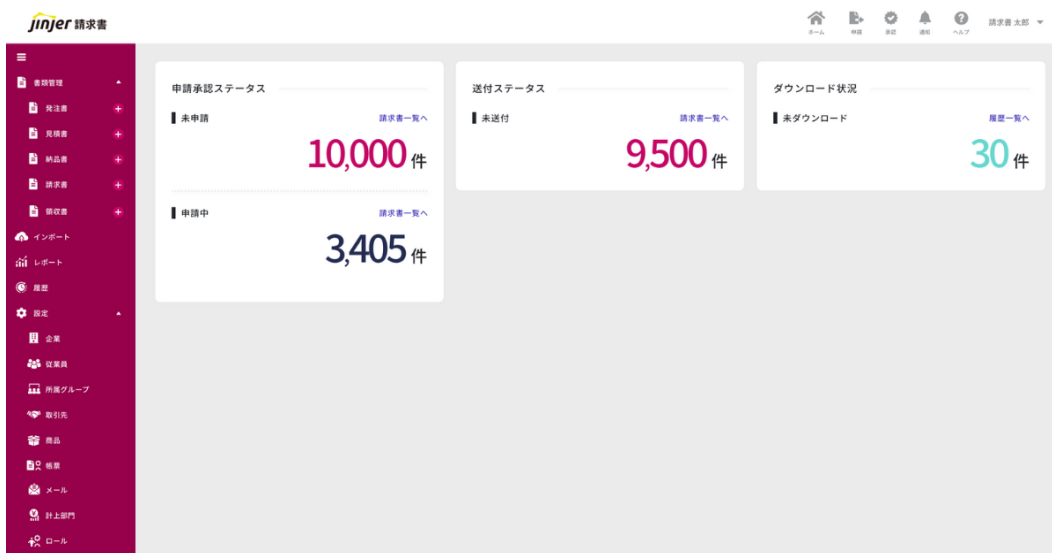 jinjer 請求書
ホーム
申請
承認
通知
ヘルプ
請求書 太郎
書類管理
発注書
見積書
納品書
請求書
領収書
インポート
レポート
履歴
設定
企業
従業員
所属グループ
取引先
商品
帳票
メール
計上部門
ロール
申請承認ステータス
未申請 請求書一覧へ
10,000 件
申請中 請求書一覧へ
3,405 件
送付ステータス
未送付 請求書一覧へ
9,500 件
ダウンロード状況
未ダウンロード 履歴一覧へ
30 件